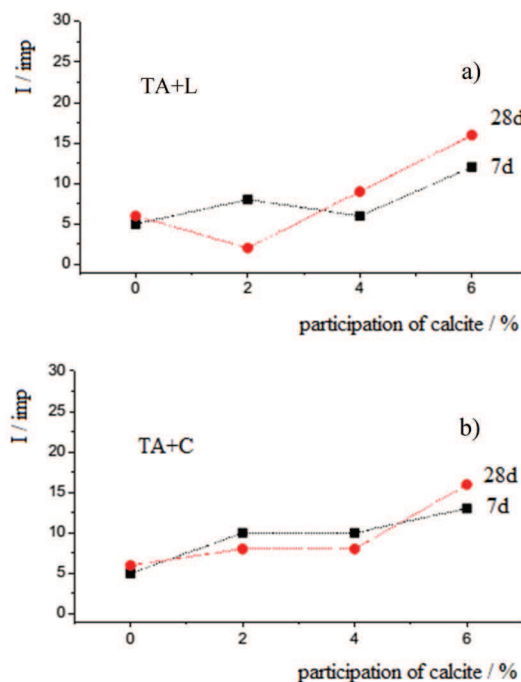 a)
TA+L
I / imp
30
25
20
15
10
5
0
28d
7d
0 2 4 6
participation of calcite / %
b)
TA+C
I / imp
30
25
20
15
10
5
0
28d
7d
0 2 4 6
participation of calcite / %